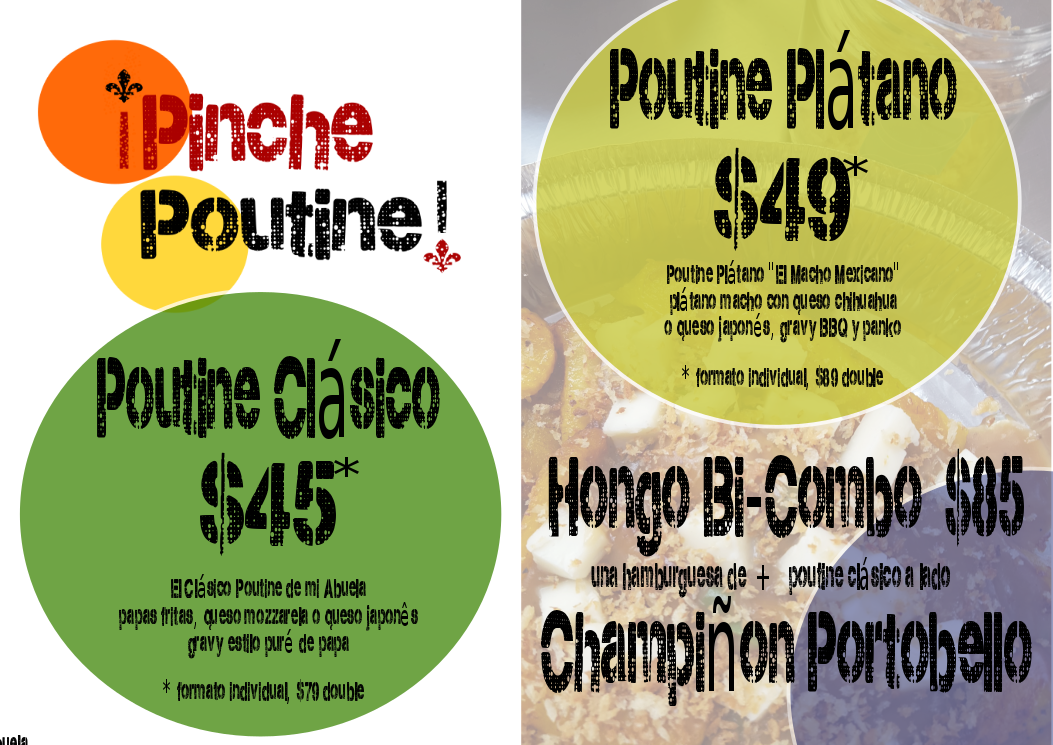 ¡Pinche
Poutine!
Poutine Clásico
$45*
El Clásico Poutine de mi Abuela
papas fritas, queso mozzarela o queso japonês
gravy estilo puré de papa
* formato individual, $79 double
Poutine Plátano
$49*
Poutine Plátano "El Macho Mexicano"
plátano macho con queso chihuahua
o queso japonés, gravy BBQ y panko
* formato individual, $89 double
Hongo Bi-Combo $85
una hamburguesa de + poutine clásico a lado
Champiñon Portobello